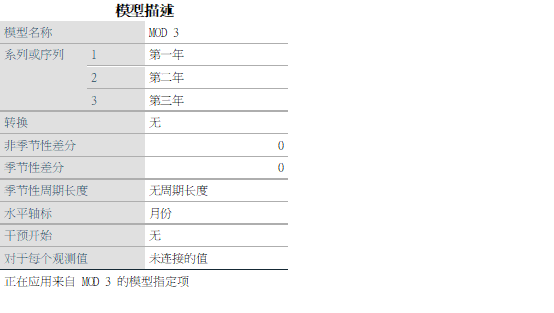 模型描述
模型名称 MOD 3
系列或序列 1 第一年
2 第二年
3 第三年
转换 无
非季节性差分 0
季节性差分 0
季节性周期长度 无周期长度
水平轴标 月份
干预开始 无
对于每个观测值 未连接的值
正在应用来自 MOD 3 的模型指定项